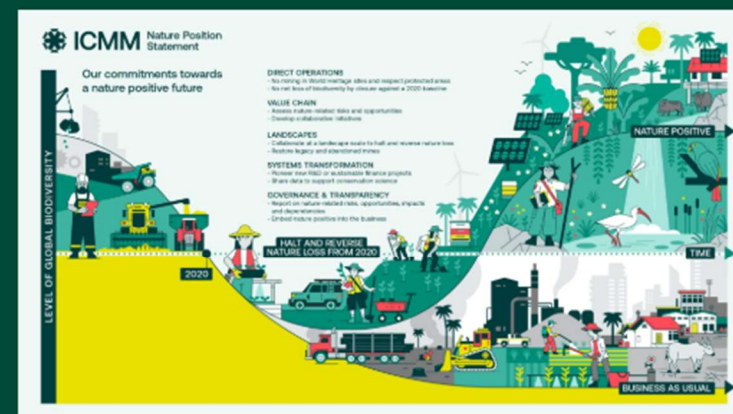 ICMM
Nature Position
Statement
Our commitments towards
a nature positive future
DIRECT OPERATIONS
- No mining in World Heritage sites and respect protected areas
- No net loss of biodiversity by closure against a 2020 baseline
VALUE CHAIN
- Assess nature-related risks and opportunities
- Develop collaborative initiatives
LANDSCAPES
- Collaborate at a landscape scale to halt and reverse nature loss
- Restore legacy and abandoned mines
SYSTEMS TRANSFORMATION
- Pioneer new R&D or sustainable finance projects
- Share data to support conservation science
GOVERNANCE & TRANSPARENCY
- Report on nature-related risks, opportunities, impacts
and dependencies
- Embed nature positive into the business
LEVEL OF GLOBAL BIODIVERSITY
2020
HALT AND REVERSE
NATURE LOSS FROM 2020
NATURE POSITIVE
TIME
BUSINESS AS USUAL